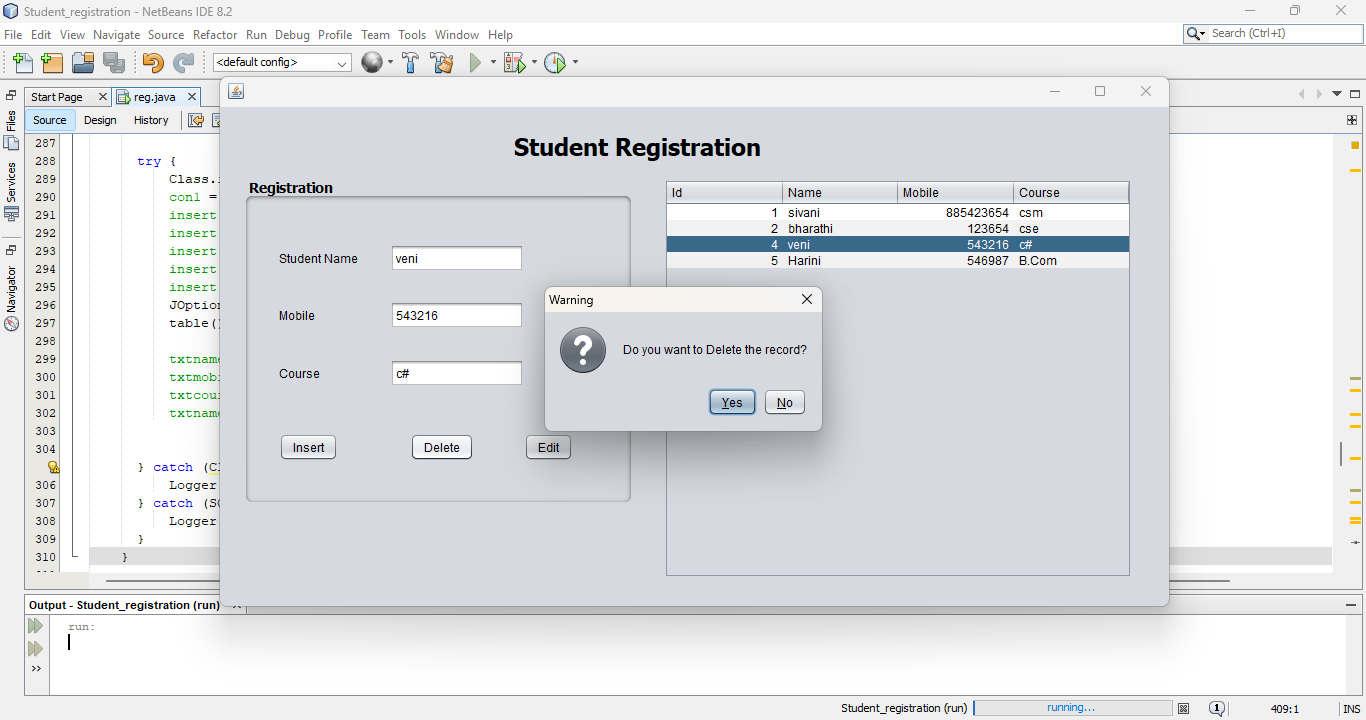 Student_registration - NetBeans IDE 8.2
File Edit View Navigate Source Refactor Run Debug Profile Team Tools Window Help
Search (Ctrl+I)
<default config>
Start Page
reg.java
Source Design History
Files
Services
Navigator
287
288 try {
289 Class.
290 con1 =
291 insert
292 insert
293 insert
294 insert
295 insert
296 JOption
297 table(
298
299 txtname
300 txtmob
301 txtcou
302 txtname
303
304
} catch (C
306 Logger
307 } catch (S
308 Logger
309 }
310 }
Student Registration
Registration
Student Name veni
Mobile 543216
Course c#
Insert Delete Edit
Id Name Mobile Course
1 sivani 885423654 csm
2 bharathi 123654 cse
4 veni 543216 c#
5 Harini 546987 B.Com
Warning
Do you want to Delete the record?
Yes No
Output - Student_registration (run)
run:
Student_registration (run) running... 1 409:1 INS